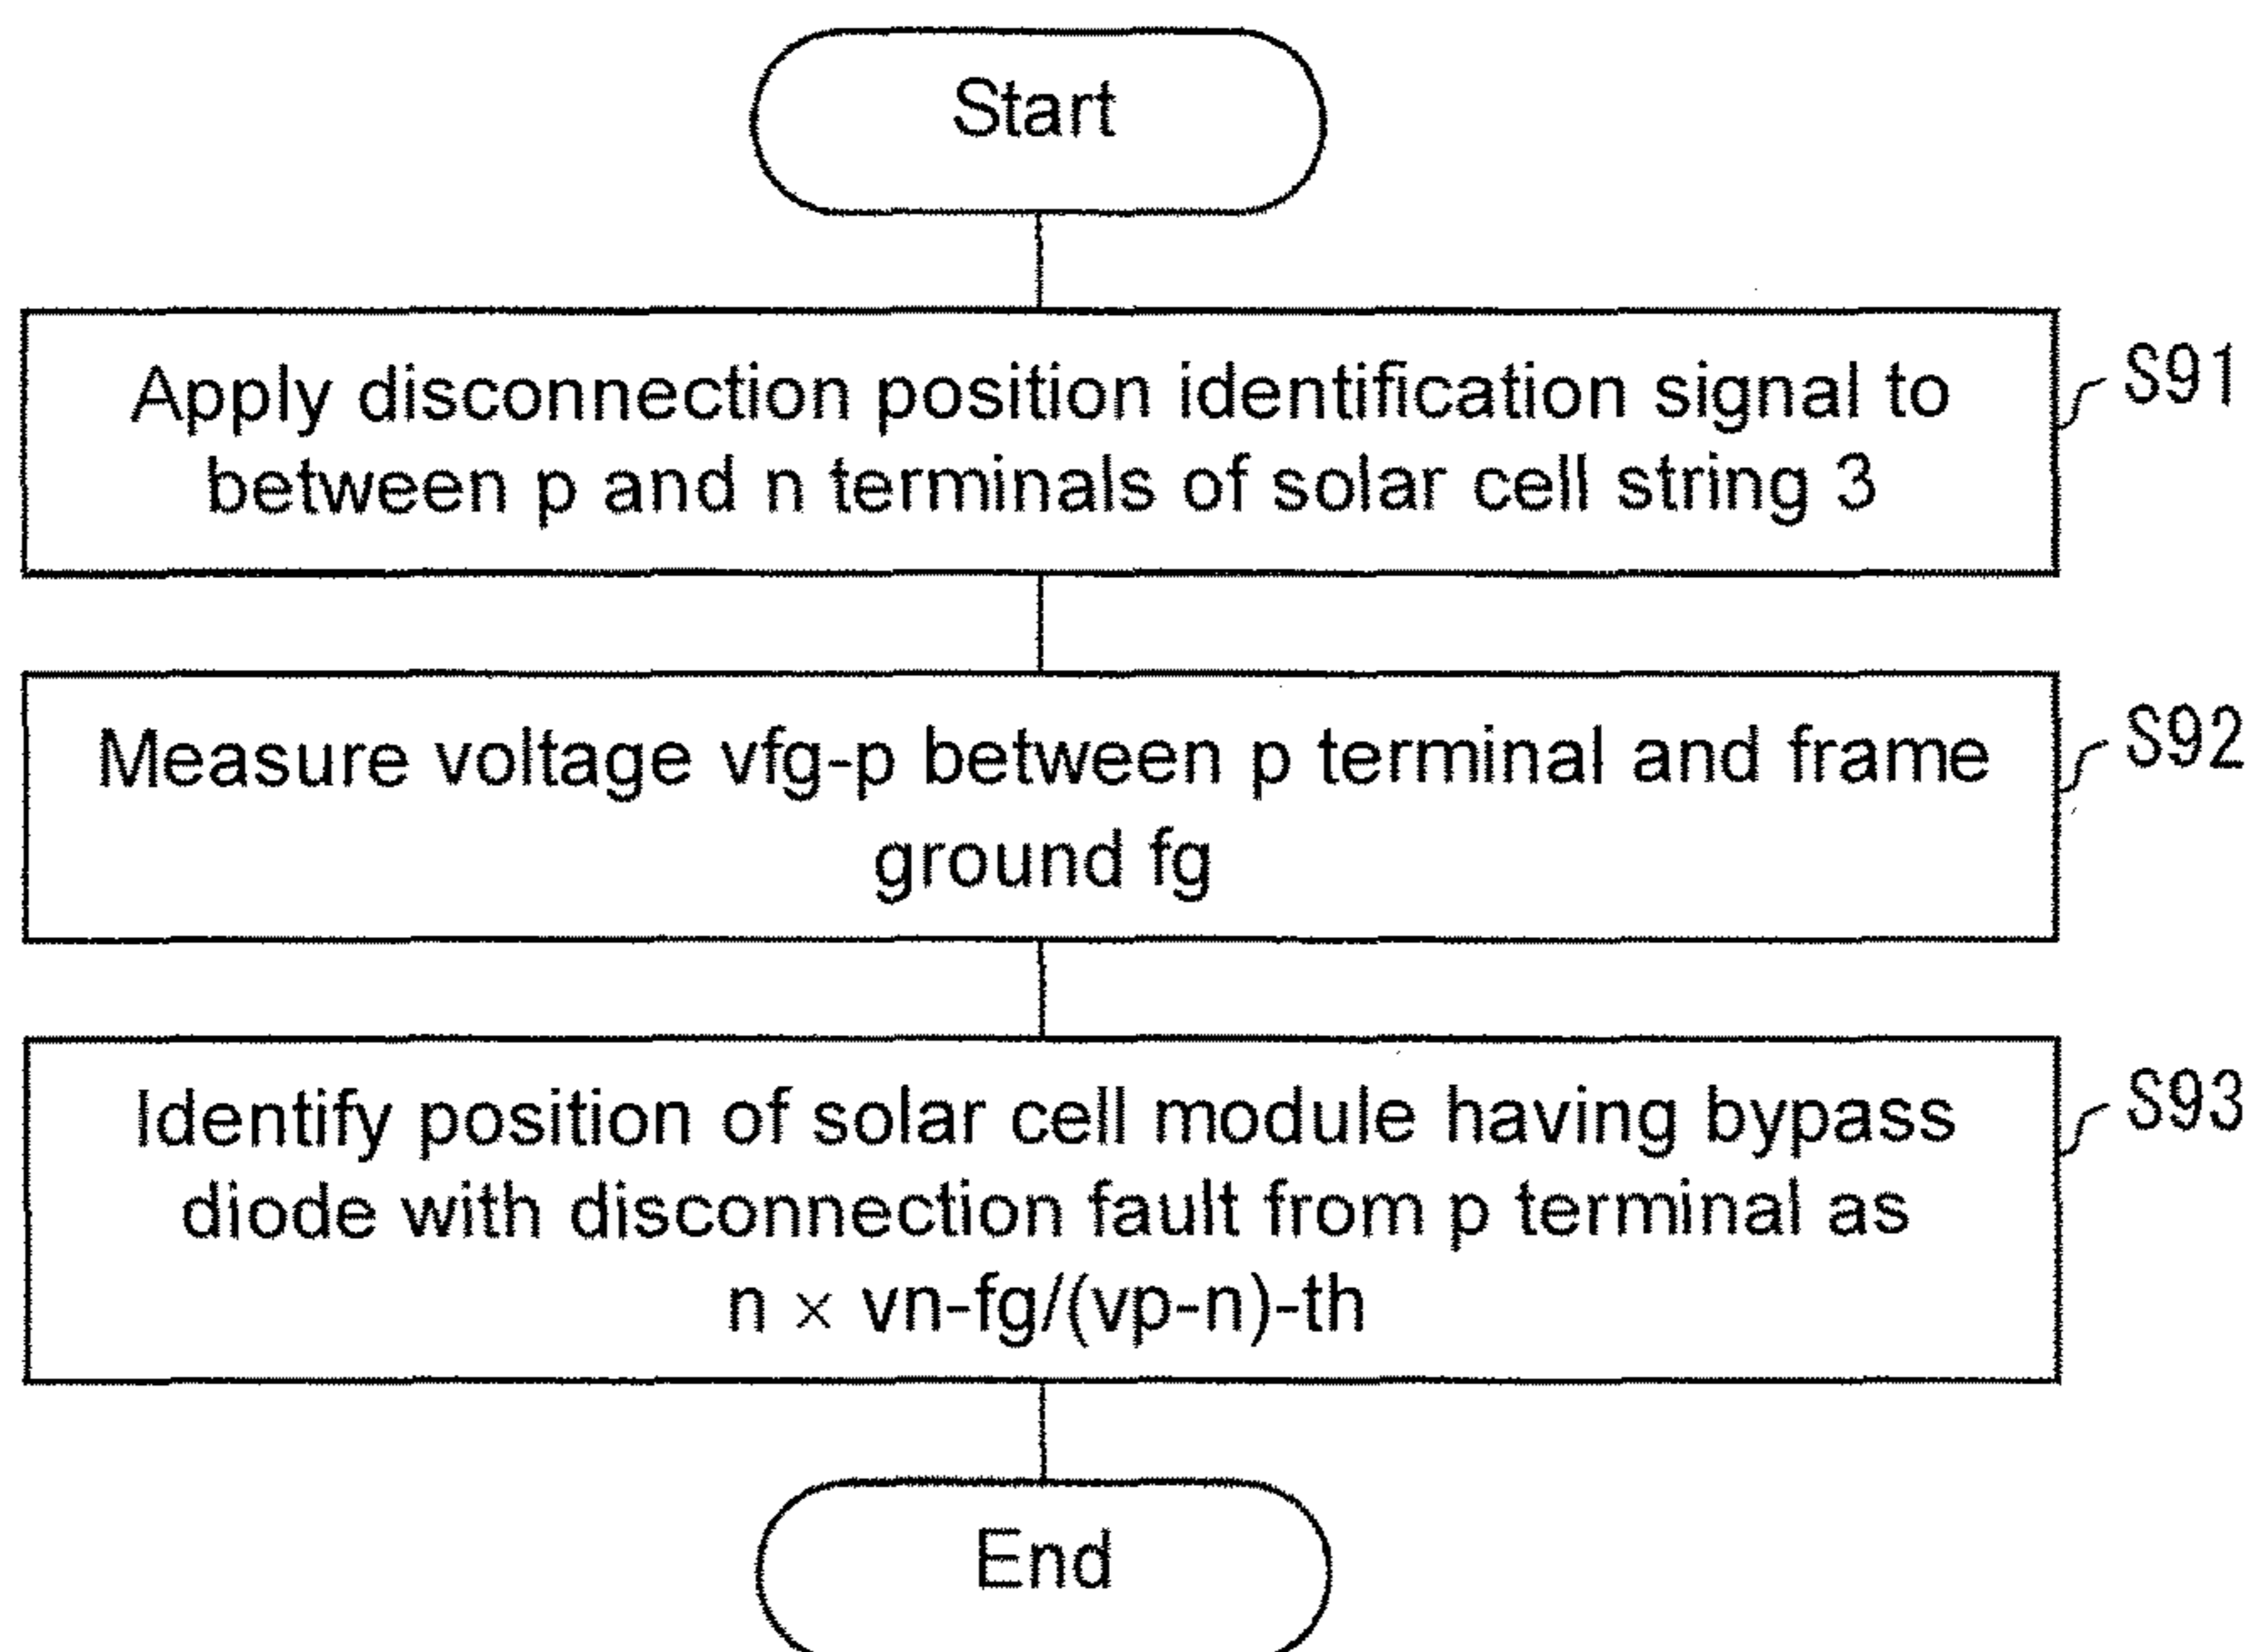 Start
Apply disconnection position identification signal to
between p and n terminals of solar cell string 3
S91
Measure voltage vfg-p between p terminal and frame
ground fg
S92
Identify position of solar cell module having bypass
diode with disconnection fault from p terminal as
n × vn-fg/(vp-n)-th
S93
End